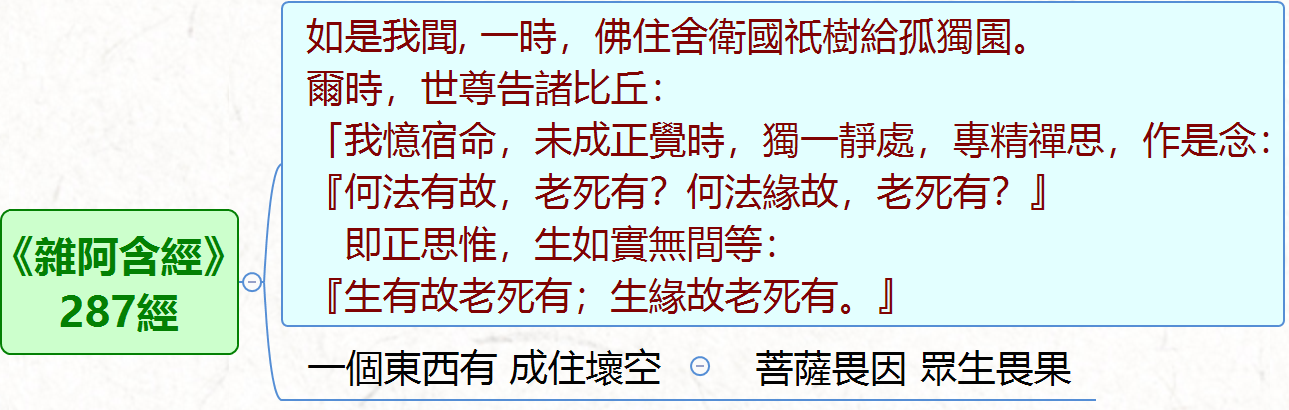 《雜阿含經》
287經
如是我聞, 一時，佛住舍衛國祇樹給孤獨園。
爾時，世尊告諸比丘：
「我憶宿命，未成正覺時，獨一靜處，專精禪思，作是念：
『何法有故，老死有？何法緣故，老死有？』
即正思惟，生如實無間等：
『生有故老死有；生緣故老死有。』
一個東西有 成住壞空
菩薩畏因 眾生畏果